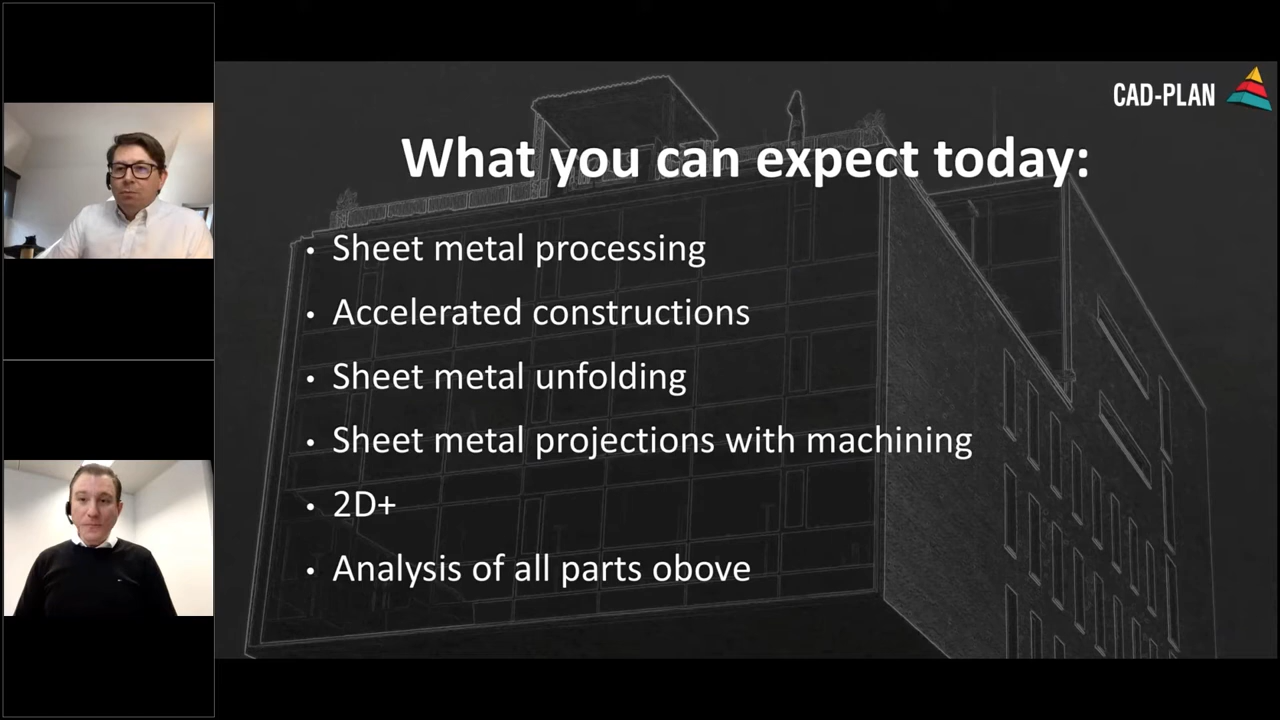 CAD-PLAN
What you can expect today:
• Sheet metal processing
• Accelerated constructions
• Sheet metal unfolding
• Sheet metal projections with machining
• 2D+
• Analysis of all parts obove